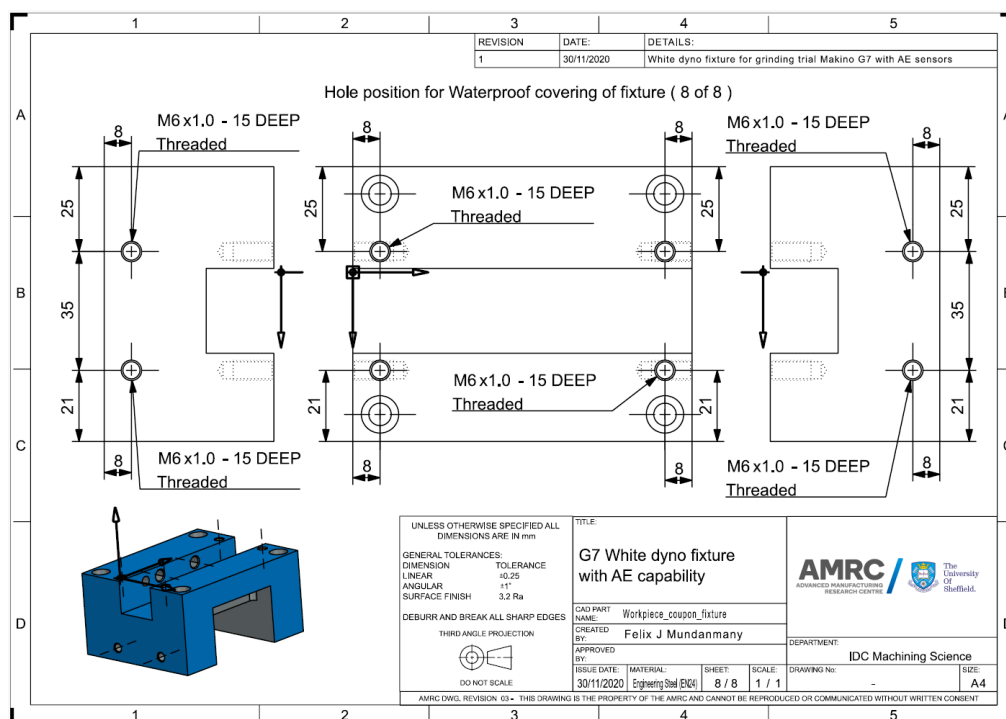 1 2 3 4 5
REVISION DATE: DETAILS:
1 30/11/2020 White dyno fixture for grinding trial Makino G7 with AE sensors
Hole position for Waterproof covering of fixture ( 8 of 8 )
A A
M6 x1.0 - 15 DEEP
Threaded
8
8
8
M6 x1.0 - 15 DEEP
Threaded
8
25
25
M6 x1.0 - 15 DEEP
Threaded
25
25
B B
35
35
21
21
M6 x1.0 - 15 DEEP
Threaded
21
21
C C
8
M6 x1.0 - 15 DEEP
Threaded
8
8
M6 x1.0 - 15 DEEP
Threaded
8
D D
UNLESS OTHERWISE SPECIFIED ALL
DIMENSIONS ARE IN mm
GENERAL TOLERANCES:
DIMENSION TOLERANCE
LINEAR ±0.25
ANGULAR ±1°
SURFACE FINISH 3,2 Ra
DEBURR AND BREAK ALL SHARP EDGES
THIRD ANGLE PROJECTION
DO NOT SCALE
TITLE:
G7 White dyno fixture
with AE capability
CAD PART
NAME: Workpiece_coupon_fixture
CREATED
BY: Felix J Mundanmany
APPROVED
BY:
ISSUE DATE: MATERIAL: SHEET: SCALE:
30/11/2020 Engineering Steel (EN24) 8 / 8 1 / 1
AMRC
ADVANCED MANUFACTURING
RESEARCH CENTRE
The
University
Of
Sheffield.
DEPARTMENT:
IDC Machining Science
DRAWING No: SIZE:
- A4
AMRC DWG. REVISION 03 - THIS DRAWING IS THE PROPERTY OF THE AMRC AND CANNOT BE REPRODUCED OR COMMUNICATED WITHOUT WRITTEN CONSENT
1 2 3 4 5